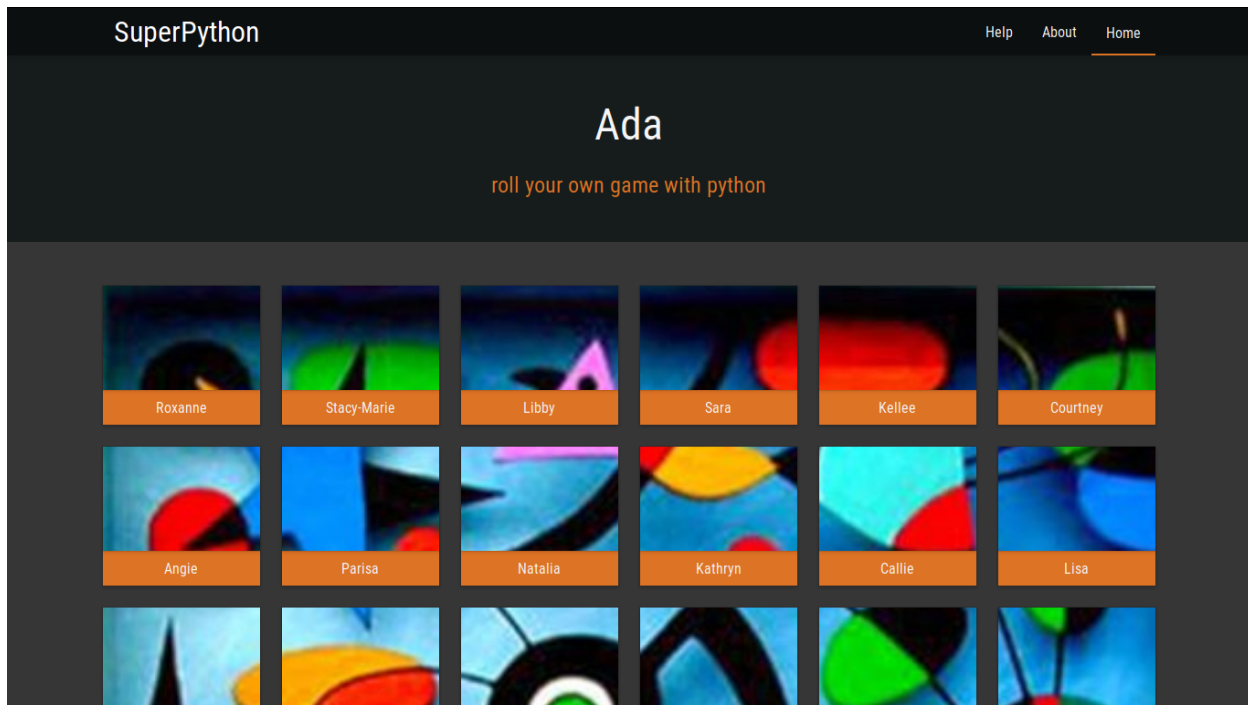 SuperPython
Help About Home
Ada
roll your own game with python
Roxanne Stacy-Marie Libby Sara Kellee Courtney
Angie Parisa Natalia Kathryn Callie Lisa